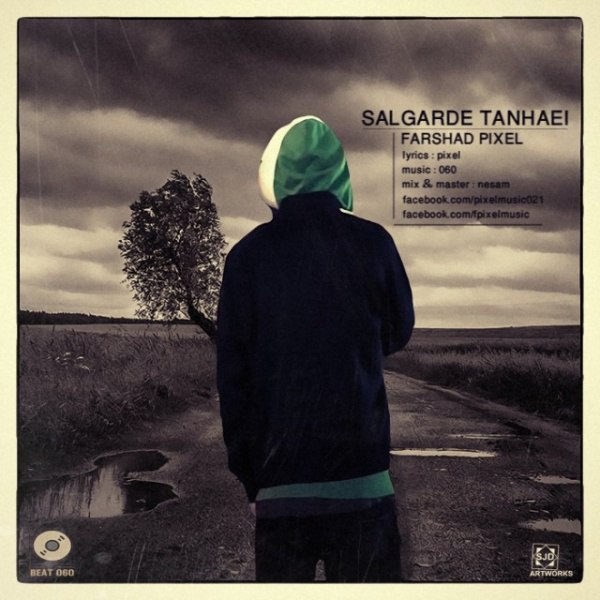 SALGARDE TANHAEI
FARSHAD PIXEL
lyrics : pixel
music : 060
mix & master : nesam
facebook.com/pixelmusic021
facebook.com/fpixelmusic
BEAT 060
SJD
ARTWORKS